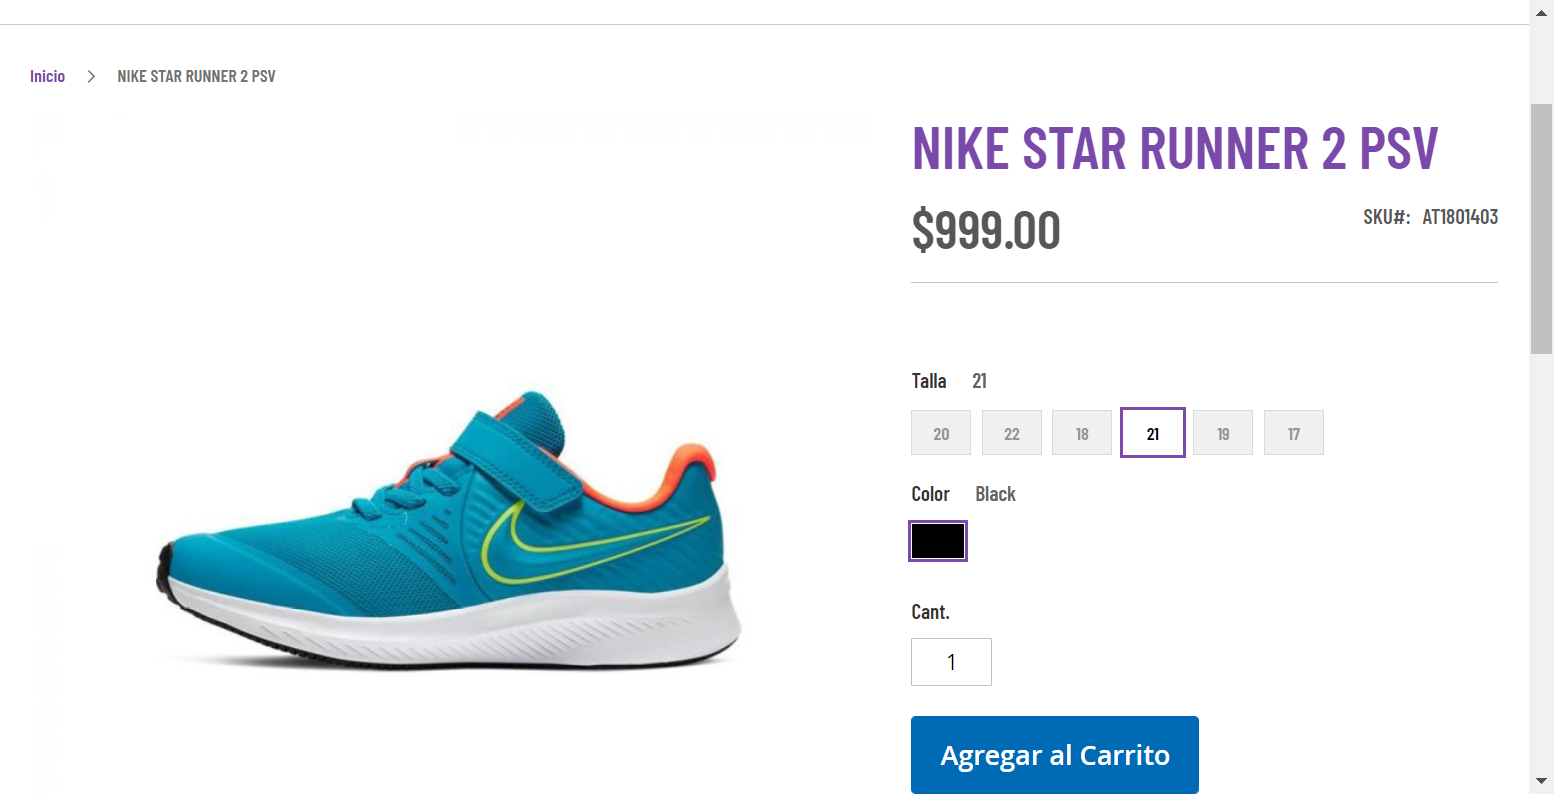 Inicio > NIKE STAR RUNNER 2 PSV
NIKE STAR RUNNER 2 PSV
$999.00
SKU#: AT1801403
Talla 21
20 22 18 21 19 17
Color Black
Cant.
1
Agregar al Carrito